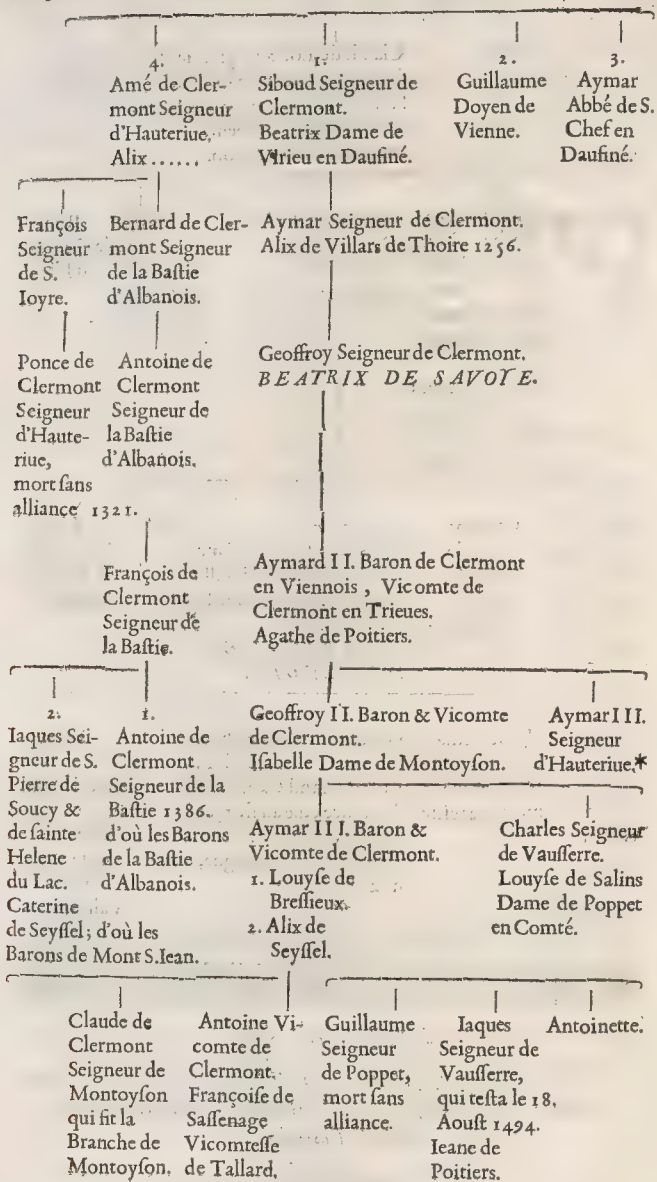 4.
Amé de Cler-
mont Seigneur
d'Hauteriue.
Alix......
1.
Siboud Seigneur de
Clermont.
Beatrix Dame de
Virieu en Daufiné.
2.
Guillaume
Doyen de
Vienne.
3.
Aymar
Abbé de S.
Chef en
Daufiné.
François
Seigneur
de S.
Ioyre.
Bernard de Cler-
mont Seigneur
de la Bastie
d'Albanois.
Aymar Seigneur de Clermont.
Alix de Villars de Thoire 1256.
Ponce de
Clermont
Seigneur
d'Haute-
riue,
mort sans
alliance 1321.
Antoine de
Clermont
Seigneur de
la Bastie
d'Albanois.
Geoffroy Seigneur de Clermont.
BEATRIX DE SAVOYE.
François de
Clermont
Seigneur de
la Bastie.
Aymard II. Baron de Clermont
en Viennois, Vicomte de
Clermont en Trieues.
Agathe de Poitiers.
2.
Iaques Sei-
gneur de S.
Pierre de
Soucy &
de sainte
Helene
du Lac.
Caterine
de Seyssel; d'où les
Barons de Mont S.Iean.
1.
Antoine de
Clermont
Seigneur de la
Bastie 1386.
d'où les Barons
de la Bastie
d'Albanois.
Geoffroy II. Baron & Vicomte
de Clermont.
Isabelle Dame de Montoyson.
Aymar III.
Seigneur
d'Hauteriue.*
Aymar III. Baron &
Vicomte de Clermont.
1. Louyse de
Bressieux.
2. Alix de
Seyssel.
Charles Seigneur
de Vausserre.
Louyse de Salins
Dame de Poppet
en Comté.
Claude de
Clermont
Seigneur de
Montoyson
qui fit la
Branche de
Montoyson.
Antoine Vi-
comte de
Clermont.
Françoise de
Sassenage
Vicomtesse
de Tallard.
Guillaume
Seigneur
de Poppet,
mort sans
alliance.
Iaques
Seigneur de
Vausserre,
qui testa le 18.
Aoust 1494.
Ieane de
Poitiers.
Antoinette.